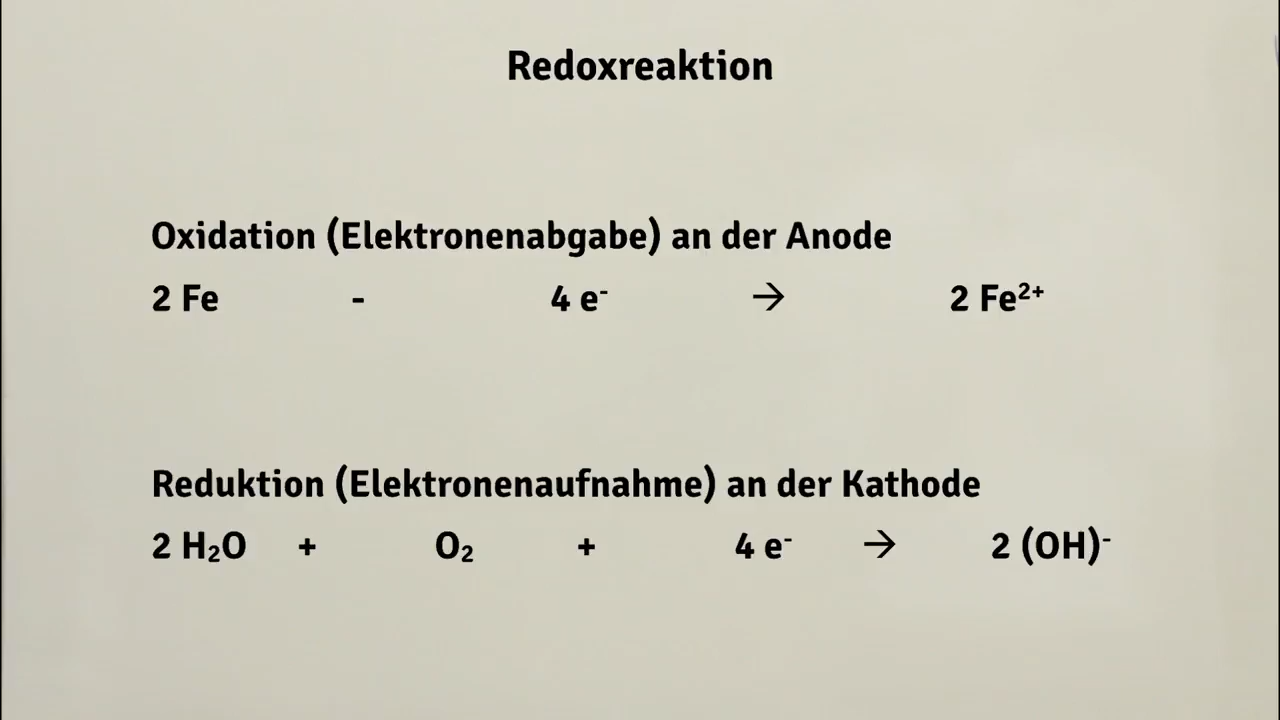 Redoxreaktion
Oxidation (Elektronenabgabe) an der Anode
2 Fe - 4 e⁻ → 2 Fe²⁺
Reduktion (Elektronenaufnahme) an der Kathode
2 H₂O + O₂ + 4 e⁻ → 2 (OH)⁻